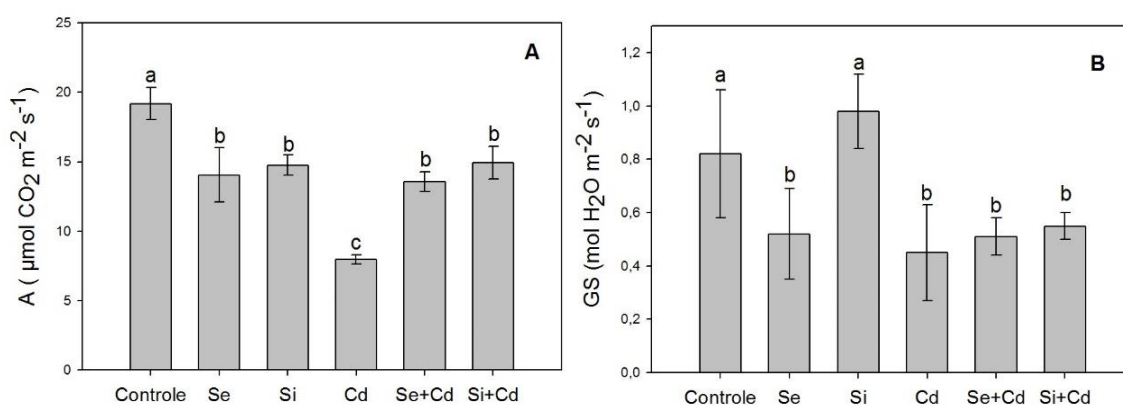 A ( µmol CO2 m-2 s-1)
25
20
15
10
5
0
A
a
b
b
c
b
b
Controle Se Si Cd Se+Cd Si+Cd
GS (mol H2O m-2 s-1)
1,2
1,0
0,8
0,6
0,4
0,2
0,0
B
a
b
a
b
b
b
Controle Se Si Cd Se+Cd Si+Cd